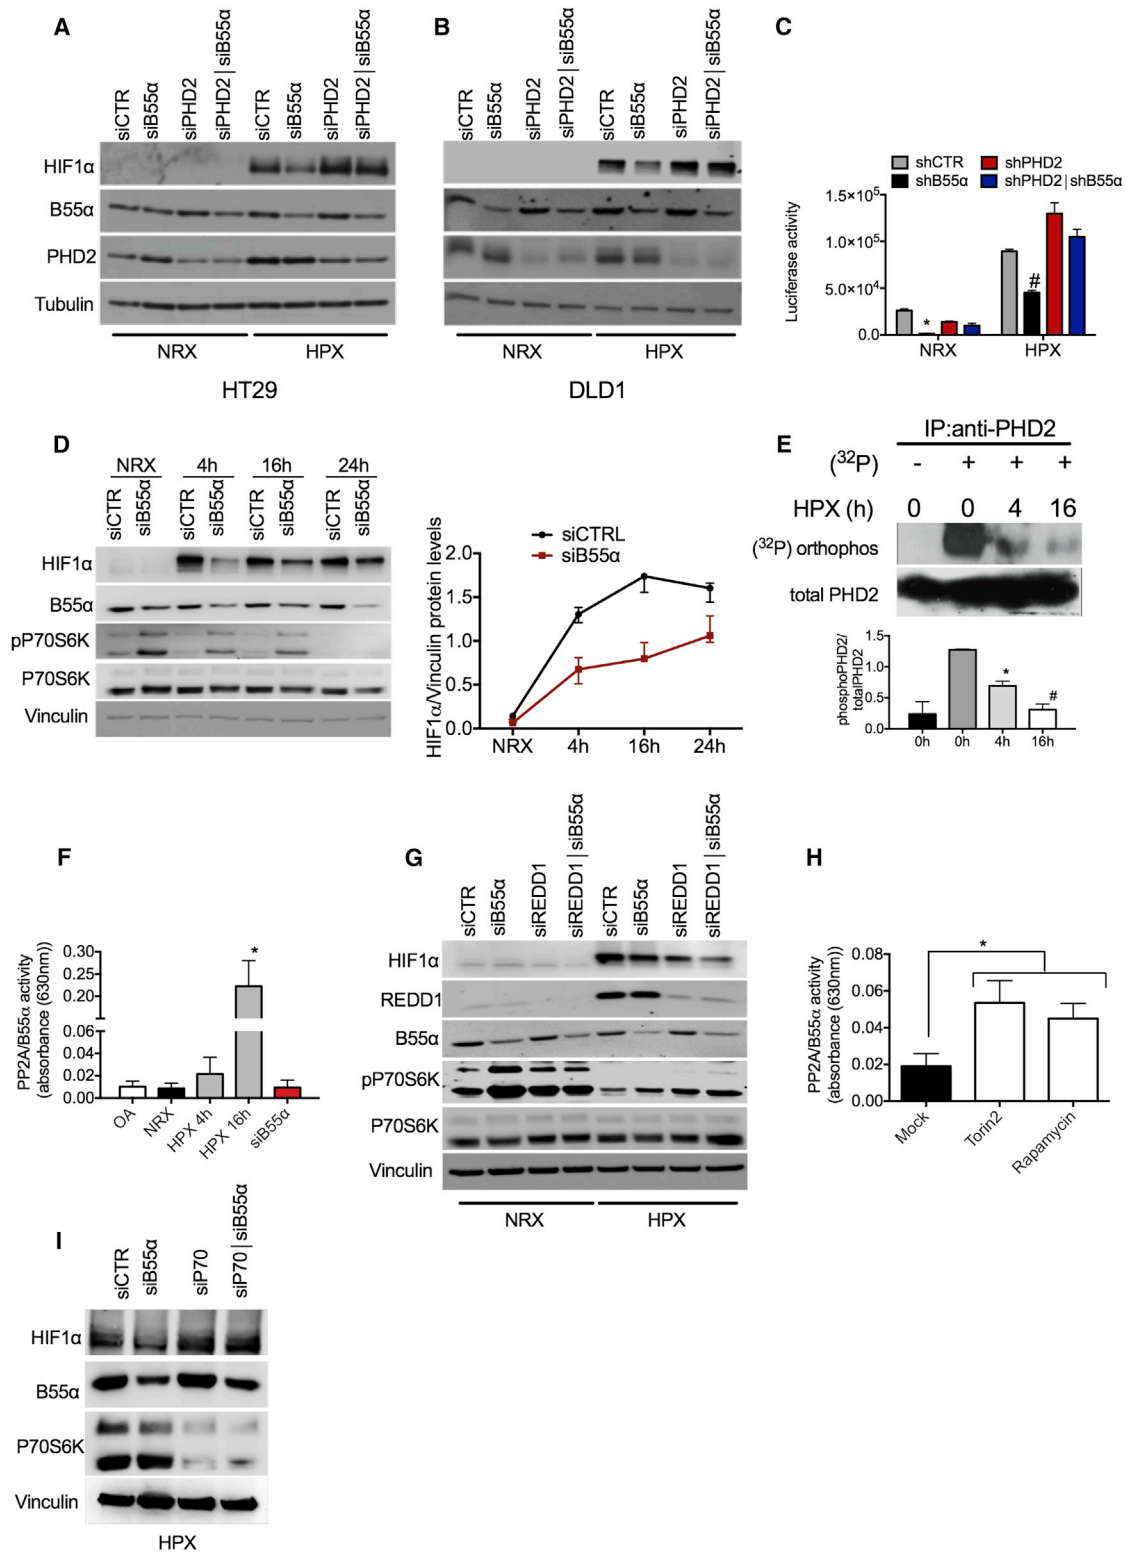 A
siCTR
siB55α
siPHD2
siPHD2|siB55α
siCTR
siB55α
siPHD2
siPHD2|siB55α
HIF1α
B55α
PHD2
Tubulin
NRX
HPX
HT29
B
siCTR
siB55α
siPHD2
siPHD2|siB55α
siCTR
siB55α
siPHD2
siPHD2|siB55α
NRX
HPX
DLD1
C
shCTR
shPHD2
shB55α
shPHD2|shB55α
Luciferase activity
1.5×10⁵
1.0×10⁵
5.0×10⁴
0.0
*
#
NRX
HPX
D
NRX
4h
16h
24h
siCTR
siB55α
siCTR
siB55α
siCTR
siB55α
siCTR
siB55α
HIF1α
B55α
pP70S6K
P70S6K
Vinculin
HIF1α/Vinculin protein levels
2.0
1.5
1.0
0.5
0.0
siCTRL
siB55α
NRX
4h
16h
24h
E
IP:anti-PHD2
(³²P) - + + +
HPX (h) 0 0 4 16
(³²P) orthophos
total PHD2
phosphoPHD2/
totalPHD2
1.5
1.0
0.5
0.0
*
#
0h
0h
4h
16h
F
PP2A/B55α activity
(absorbance (630nm))
0.30
0.25
0.20
0.06
0.04
0.02
0.00
*
OA
NRX
HPX 4h
HPX 16h
siB55α
G
siCTR
siB55α
siREDD1
siREDD1|siB55α
siCTR
siB55α
siREDD1
siREDD1|siB55α
HIF1α
REDD1
B55α
pP70S6K
P70S6K
Vinculin
NRX
HPX
H
PP2A/B55α activity
(absorbance (630nm))
0.08
0.06
0.04
0.02
0.00
*
Mock
Torin2
Rapamycin
I
siCTR
siB55α
siP70
siP70|siB55α
HIF1α
B55α
P70S6K
Vinculin
HPX